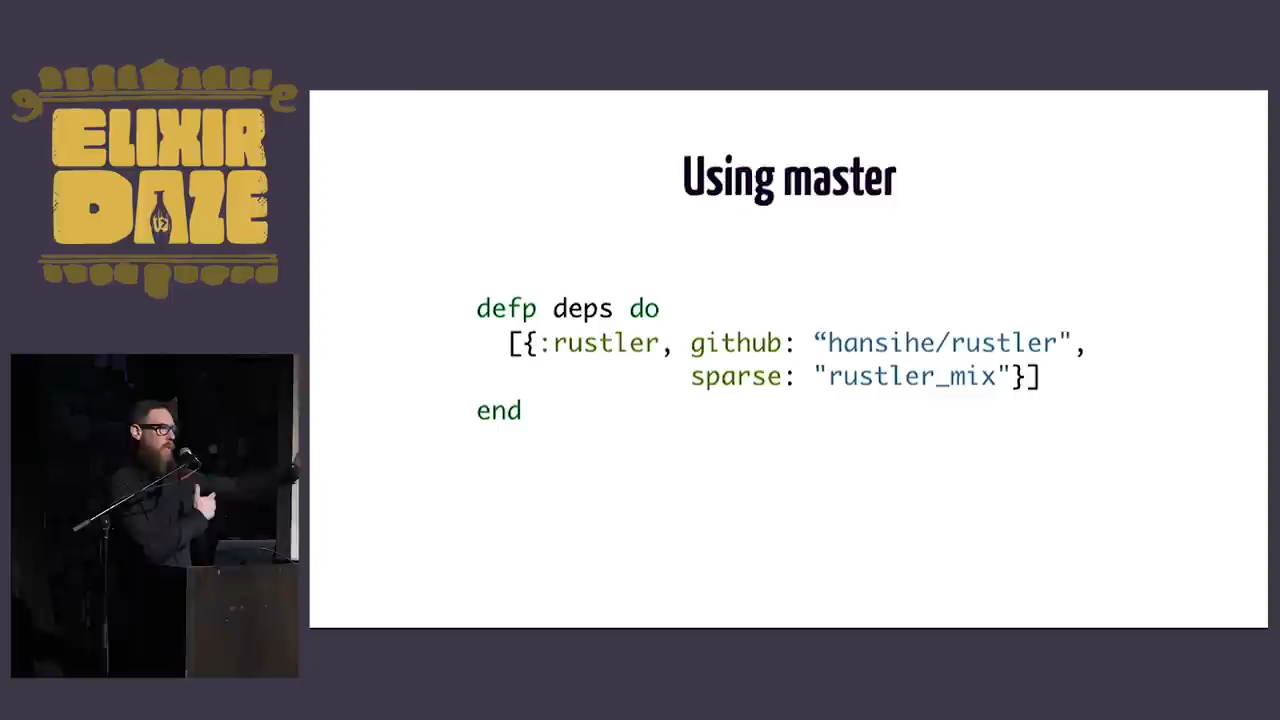 ELIXIR
DAZE
Using master
defp deps do
[{:rustler, github: “hansihe/rustler",
sparse: "rustler_mix"}]
end